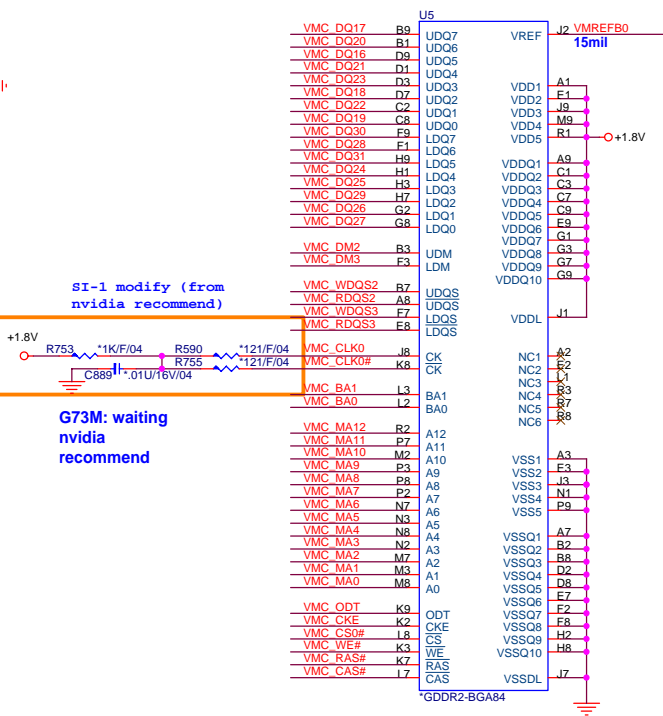 U5
VMC_DQ17 B9 UDQ7 VREF J2 VMREFB0
VMC_DQ20 B1 UDQ6 15mil
VMC_DQ16 D9 UDQ5
VMC_DQ21 D1 UDQ4
VMC_DQ23 D3 UDQ3 VDD1 A1
VMC_DQ18 D7 UDQ2 VDD2 E1
VMC_DQ22 C2 UDQ1 VDD3 J9
VMC_DQ19 C8 UDQ0 VDD4 M9
VMC_DQ30 F9 LDQ7 VDD5 R1 +1.8V
VMC_DQ28 F1 LDQ6
VMC_DQ31 H9 LDQ5 VDDQ1 A9
VMC_DQ24 H1 LDQ4 VDDQ2 C1
VMC_DQ25 H3 LDQ3 VDDQ3 C3
VMC_DQ29 H7 LDQ2 VDDQ4 C7
VMC_DQ26 G2 LDQ1 VDDQ5 C9
VMC_DQ27 G8 LDQ0 VDDQ6 E9
VDDQ7 G1
VMC_DM2 B3 UDM VDDQ8 G3
VMC_DM3 F3 LDM VDDQ9 G7
VDDQ10 G9
SI-1 modify (from
nvidia recommend)
VMC_WDQS2 B7 UDQS
VMC_RDQS2 A8 UDQS
VMC_WDQS3 F7 LDQS VDDL J1
VMC_RDQS3 E8 LDQS
+1.8V R753 *1K/F/04 R590 *121/F/04 VMC_CLK0 J8 CK NC1 A2
C889 *.01U/16V/04 R755 *121/F/04 VMC_CLK0# K8 CK NC2 E2
NC3 L1
VMC_BA1 L3 BA1 NC4 R3
VMC_BA0 L2 BA0 NC5 R7
NC6 R8
G73M: waiting
nvidia
recommend
VMC_MA12 R2 A12
VMC_MA11 P7 A11
VMC_MA10 M2 A10 VSS1 A3
VMC_MA9 P3 A9 VSS2 E3
VMC_MA8 P8 A8 VSS3 J3
VMC_MA7 P2 A7 VSS4 N1
VMC_MA6 N7 A6 VSS5 P9
VMC_MA5 N3 A5
VMC_MA4 N8 A4 VSSQ1 A7
VMC_MA3 N2 A3 VSSQ2 B2
VMC_MA2 M7 A2 VSSQ3 B8
VMC_MA1 M3 A1 VSSQ4 D2
VMC_MA0 M8 A0 VSSQ5 D8
VSSQ6 E7
VMC_ODT K9 ODT VSSQ7 F2
VMC_CKE K2 CKE VSSQ8 F8
VMC_CS0# L8 CS VSSQ9 H2
VMC_WE# K3 WE VSSQ10 H8
VMC_RAS# K7 RAS
VMC_CAS# L7 CAS VSSDL J7
*GDDR2-BGA84